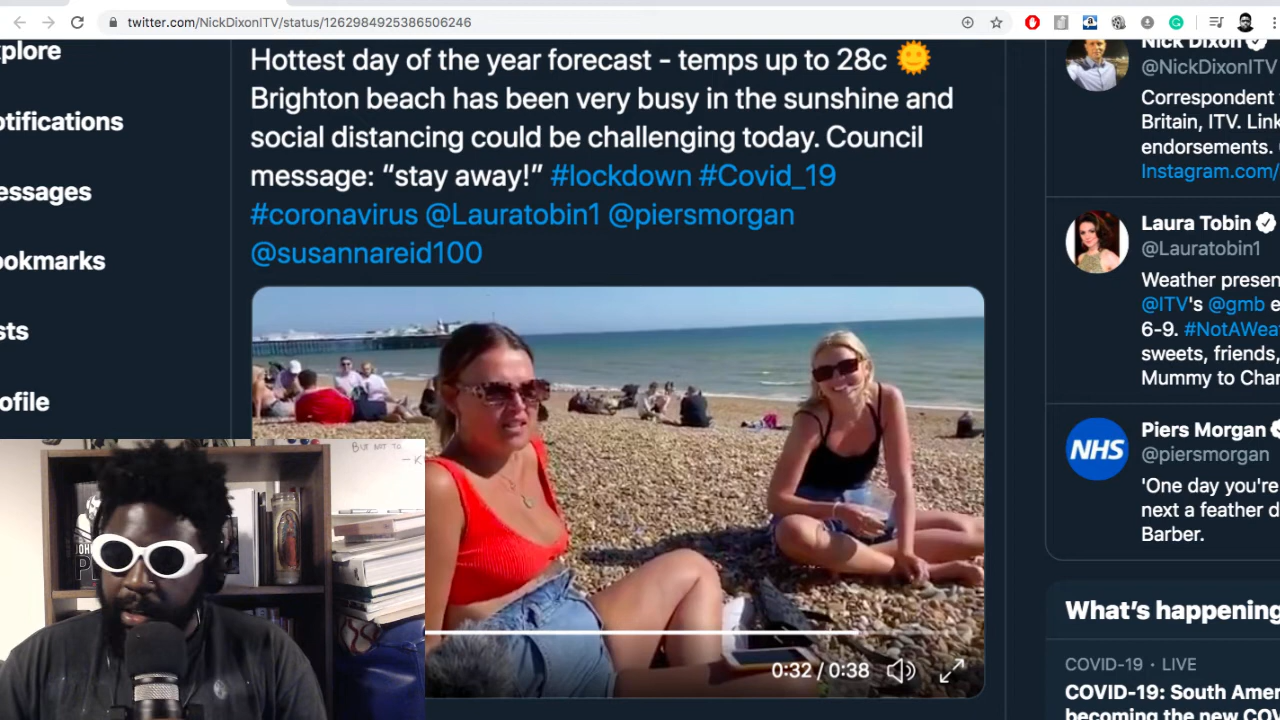 twitter.com/NickDixonITV/status/1262984925386506246
xplore
otifications
essages
ookmarks
sts
ofile
Hottest day of the year forecast - temps up to 28c 🌞
Brighton beach has been very busy in the sunshine and
social distancing could be challenging today. Council
message: “stay away!” #lockdown #Covid_19
#coronavirus @Lauratobin1 @piersmorgan
@susannareid100
0:32 / 0:38
BUT NOT TO
Nick Dixon
@NickDixonITV
Correspondent
Britain, ITV. Link
endorsements.
Instagram.com/
Laura Tobin
@Lauratobin1
Weather presen
@ITV's @gmb e
6-9. #NotAWea
sweets, friends,
Mummy to Char
NHS
Piers Morgan
@piersmorgan
'One day you're
next a feather d
Barber.
What’s happening
COVID-19 · LIVE
COVID-19: South Amer
becoming the new COV